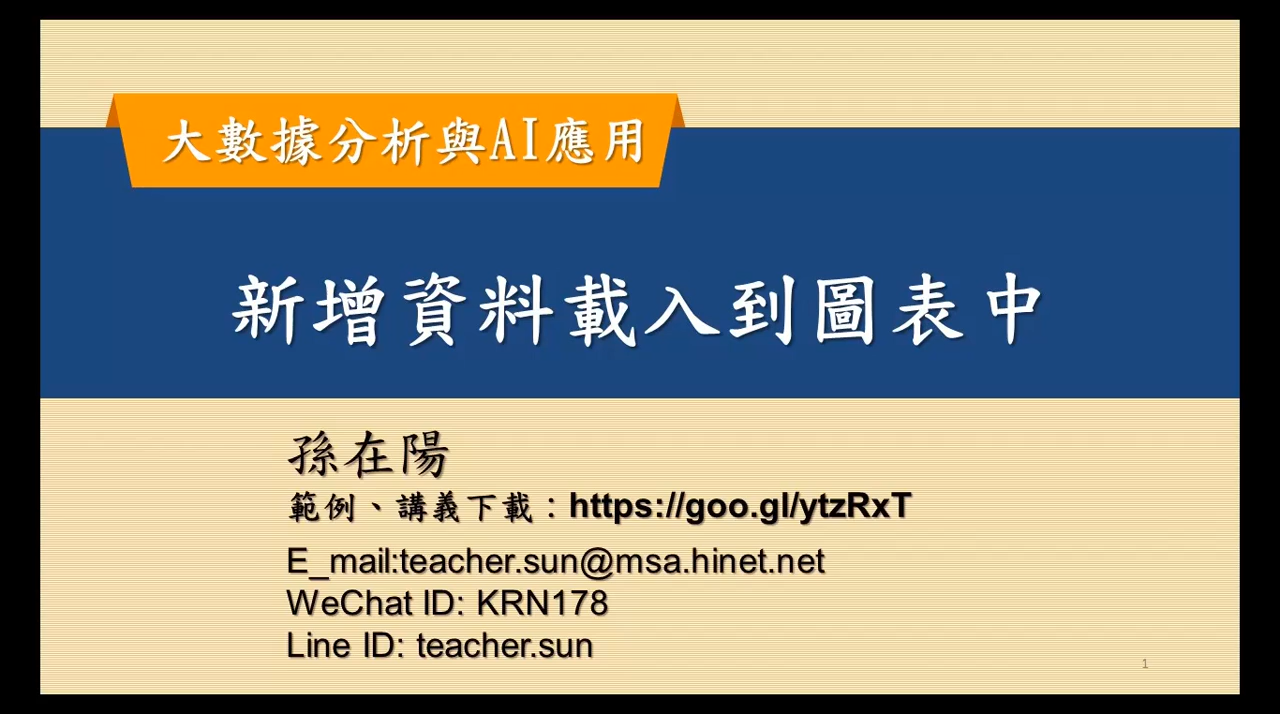 大數據分析與AI應用
新增資料載入到圖表中
孫在陽
範例、講義下載：https://goo.gl/ytzRxT
E_mail:teacher.sun@msa.hinet.net
WeChat ID: KRN178
Line ID: teacher.sun
1